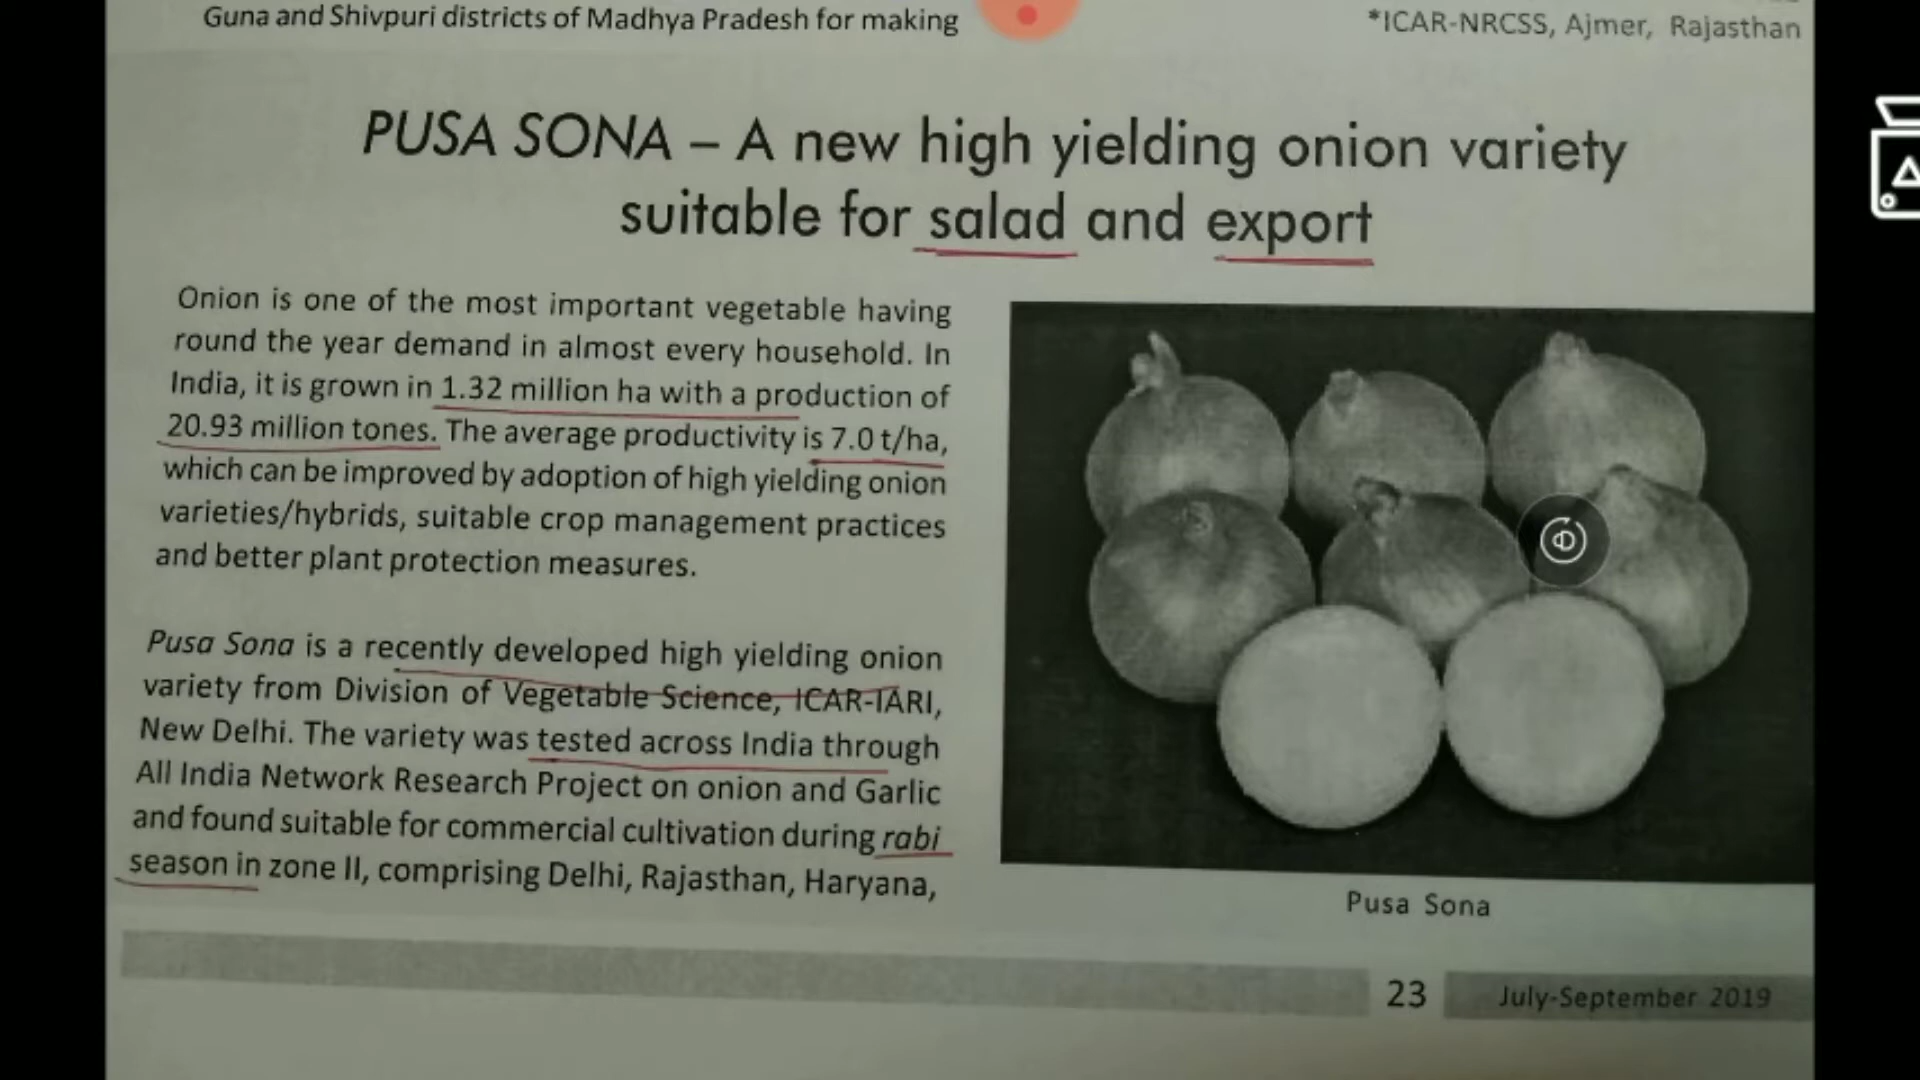 Guna and Shivpuri districts of Madhya Pradesh for making
*ICAR-NRCSS, Ajmer, Rajasthan
PUSA SONA – A new high yielding onion variety
suitable for salad and export
Onion is one of the most important vegetable having
round the year demand in almost every household. In
India, it is grown in 1.32 million ha with a production of
20.93 million tones. The average productivity is 7.0 t/ha,
which can be improved by adoption of high yielding onion
varieties/hybrids, suitable crop management practices
and better plant protection measures.
Pusa Sona is a recently developed high yielding onion
variety from Division of Vegetable Science, ICAR-IARI,
New Delhi. The variety was tested across India through
All India Network Research Project on onion and Garlic
and found suitable for commercial cultivation during rabi
season in zone II, comprising Delhi, Rajasthan, Haryana,
Pusa Sona
23
July-September 2019